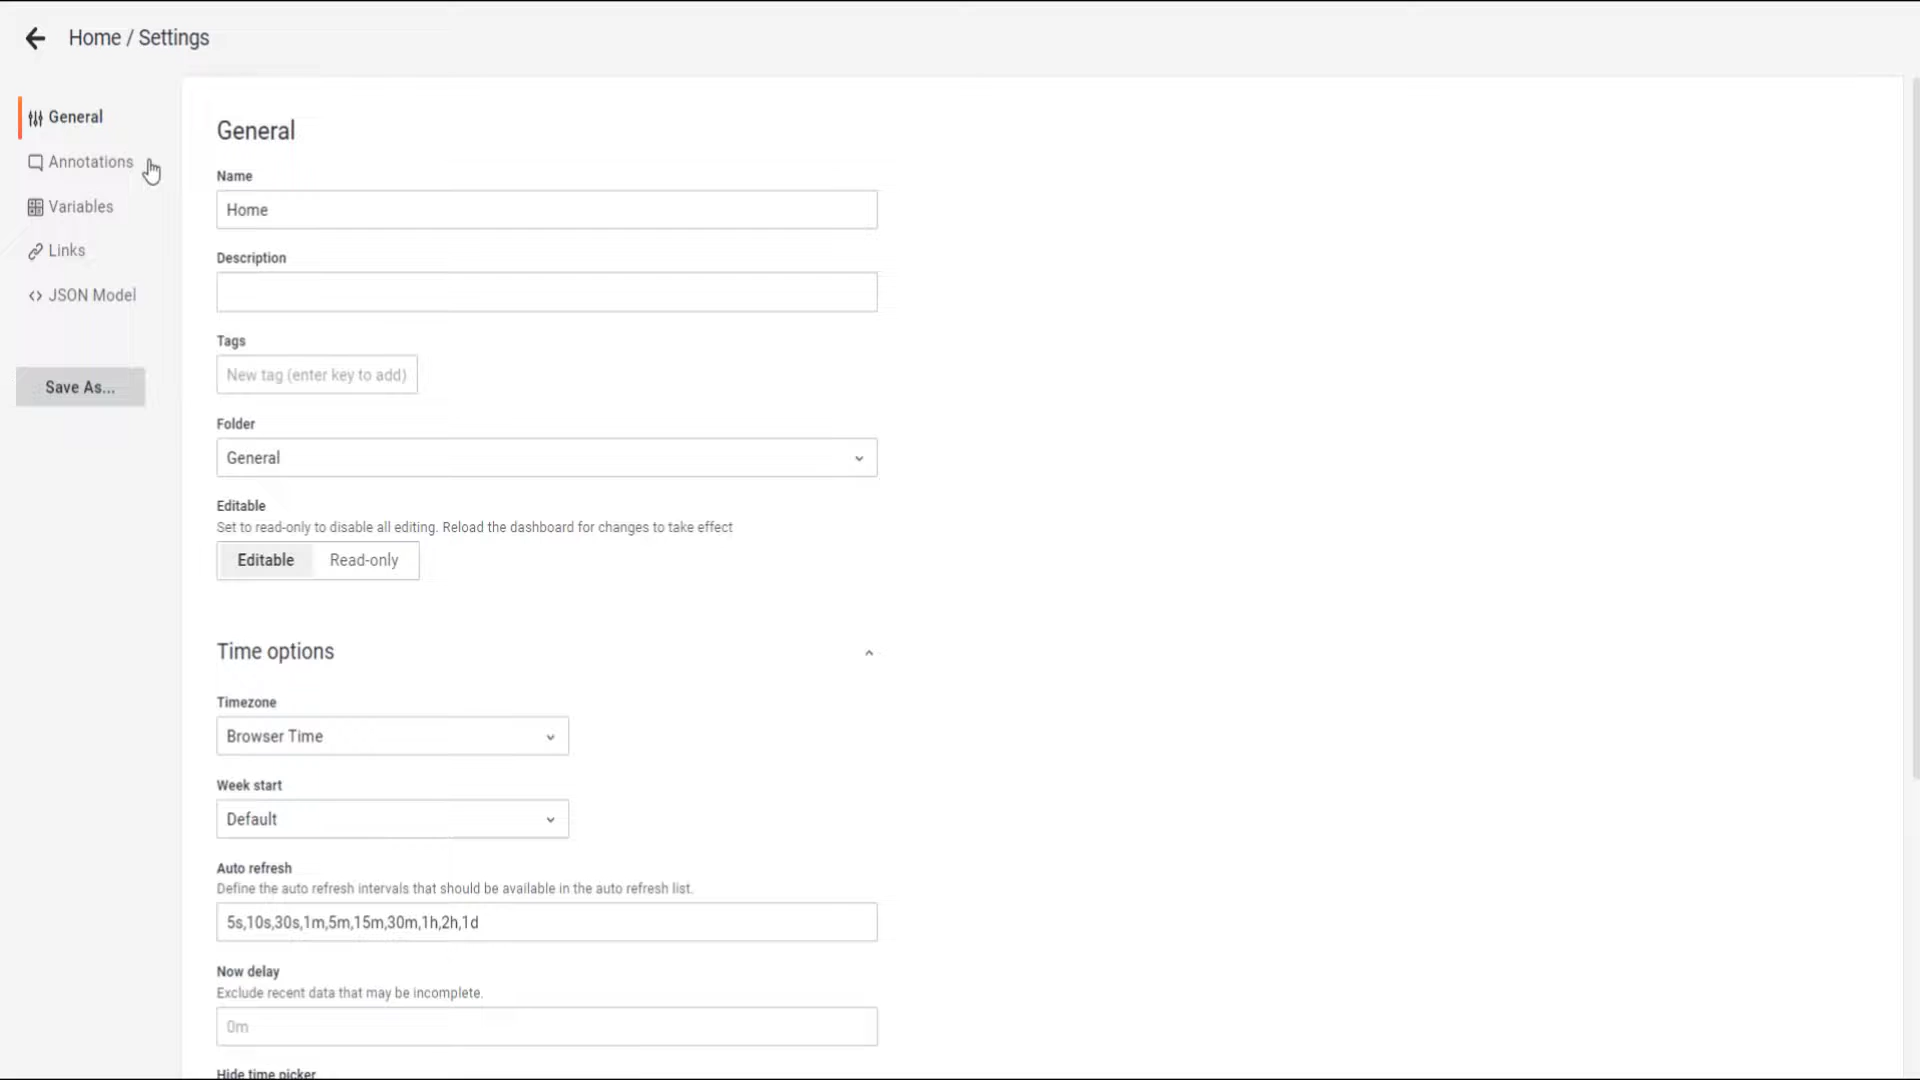 Home / Settings
General
Annotations
Variables
Links
JSON Model
Save As...
General
Name
Home
Description
Tags
New tag (enter key to add)
Folder
General
Editable
Set to read-only to disable all editing. Reload the dashboard for changes to take effect
Editable Read-only
Time options
Timezone
Browser Time
Week start
Default
Auto refresh
Define the auto refresh intervals that should be available in the auto refresh list.
5s,10s,30s,1m,5m,15m,30m,1h,2h,1d
Now delay
Exclude recent data that may be incomplete.
0m
Hide time picker